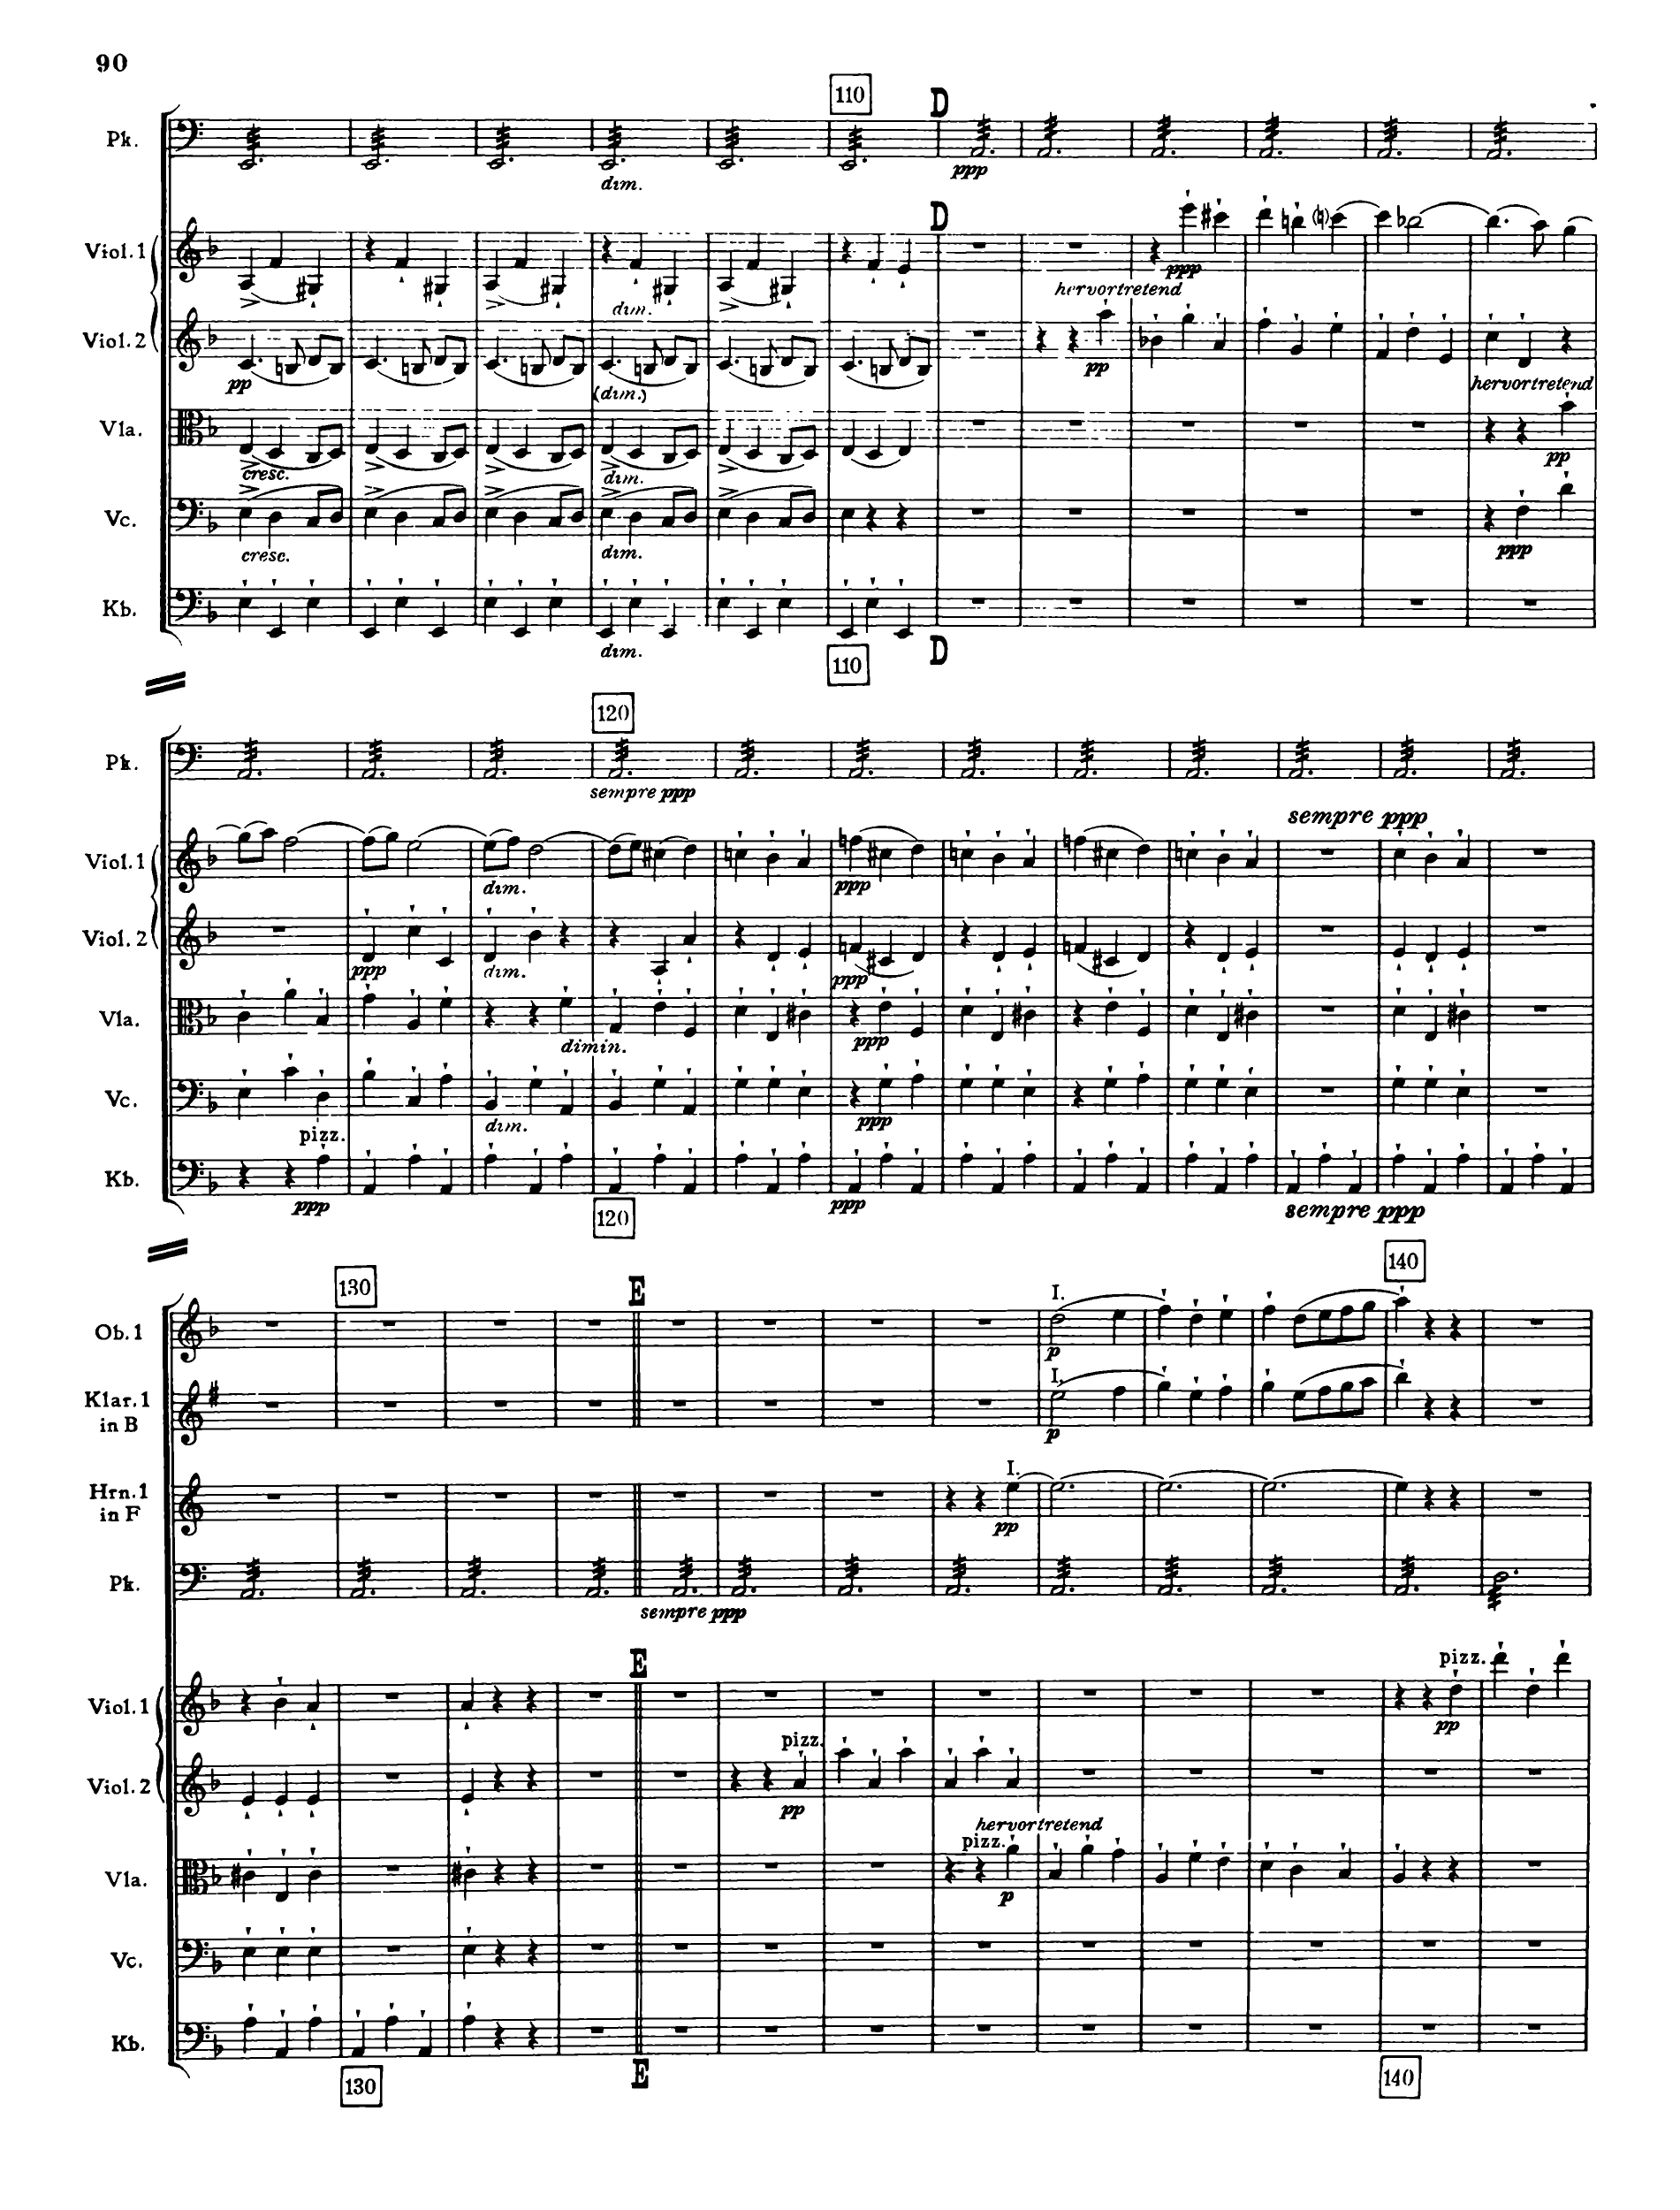 90
110 D
Pk.
ppp
dim.
D
Viol. 1
ppp
hervortretend
dim.
Viol. 2
pp
pp
(dim.)
hervortretend
Vla.
cresc.
dim.
pp
Vc.
cresc.
dim.
ppp
Kb.
dim.
110 D
120
Pk.
sempre ppp
sempre ppp
Viol. 1
dim.
ppp
Viol. 2
ppp
dim.
ppp
Vla.
dimin.
ppp
Vc.
dim.
ppp
pizz.
Kb.
ppp
ppp
sempre ppp
120
130 E 140
I.
Ob. 1
p
I.
Klar. 1
in B
p
I.
Hrn. 1
in F
pp
Pk.
sempre ppp
E
pizz.
Viol. 1
pp
pizz.
Viol. 2
pp
hervortretend
pizz.
Vla.
p
Vc.
Kb.
130 E 140